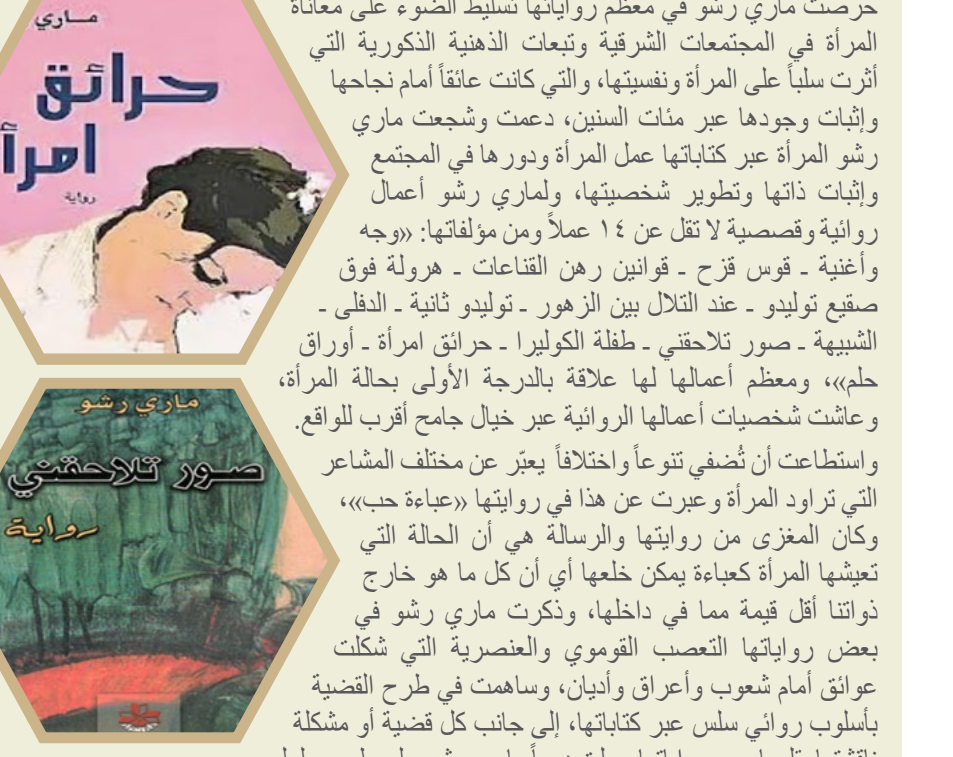 حرصت ماري رشو في معظم رواياتها تسليط الضوء على معاناة
المرأة في المجتمعات الشرقية وتبعات الذهنية الذكورية التي
أثرت سلباً على المرأة ونفسيتها، والتي كانت عائقاً أمام نجاحها
وإثبات وجودها عبر مئات السنين، دعمت وشجعت ماري
رشو المرأة عبر كتاباتها عمل المرأة ودورها في المجتمع
وإثبات ذاتها وتطوير شخصيتها، ولماري رشو أعمال
روائية وقصصية لا تقل عن ١٤ عملاً ومن مؤلفاتها: «وجه
وأغنية ـ قوس قزح ـ قوانين رهن القناعات ـ هرولة فوق
صقيع توليدو ـ عند التلال بين الزهور ـ توليدو ثانية ـ الدفلى ـ
الشبيهة ـ صور تلاحقني ـ طفلة الكوليرا ـ حرائق امرأة ـ أوراق
حلم»، ومعظم أعمالها لها علاقة بالدرجة الأولى بحالة المرأة،
وعاشت شخصيات أعمالها الروائية عبر خيال جامح أقرب للواقع.
واستطاعت أن تُضفي تنوعاً واختلافاً يعبّر عن مختلف المشاعر
التي تراود المرأة وعبرت عن هذا في روايتها «عباءة حب»،
وكان المغزى من روايتها والرسالة هي أن الحالة التي
تعيشها المرأة كعباءة يمكن خلعها أي أن كل ما هو خارج
ذواتنا أقل قيمة مما في داخلها، وذكرت ماري رشو في
بعض رواياتها التعصب القوموي والعنصرية التي شكلت
عوائق أمام شعوب وأعراق وأديان، وساهمت في طرح القضية
بأسلوب روائي سلس عبر كتاباتها، إلى جانب كل قضية أو مشكلة
ماري
حرائق
امرأ
رواية
ماري رشو
صور تلاحقني
رواية